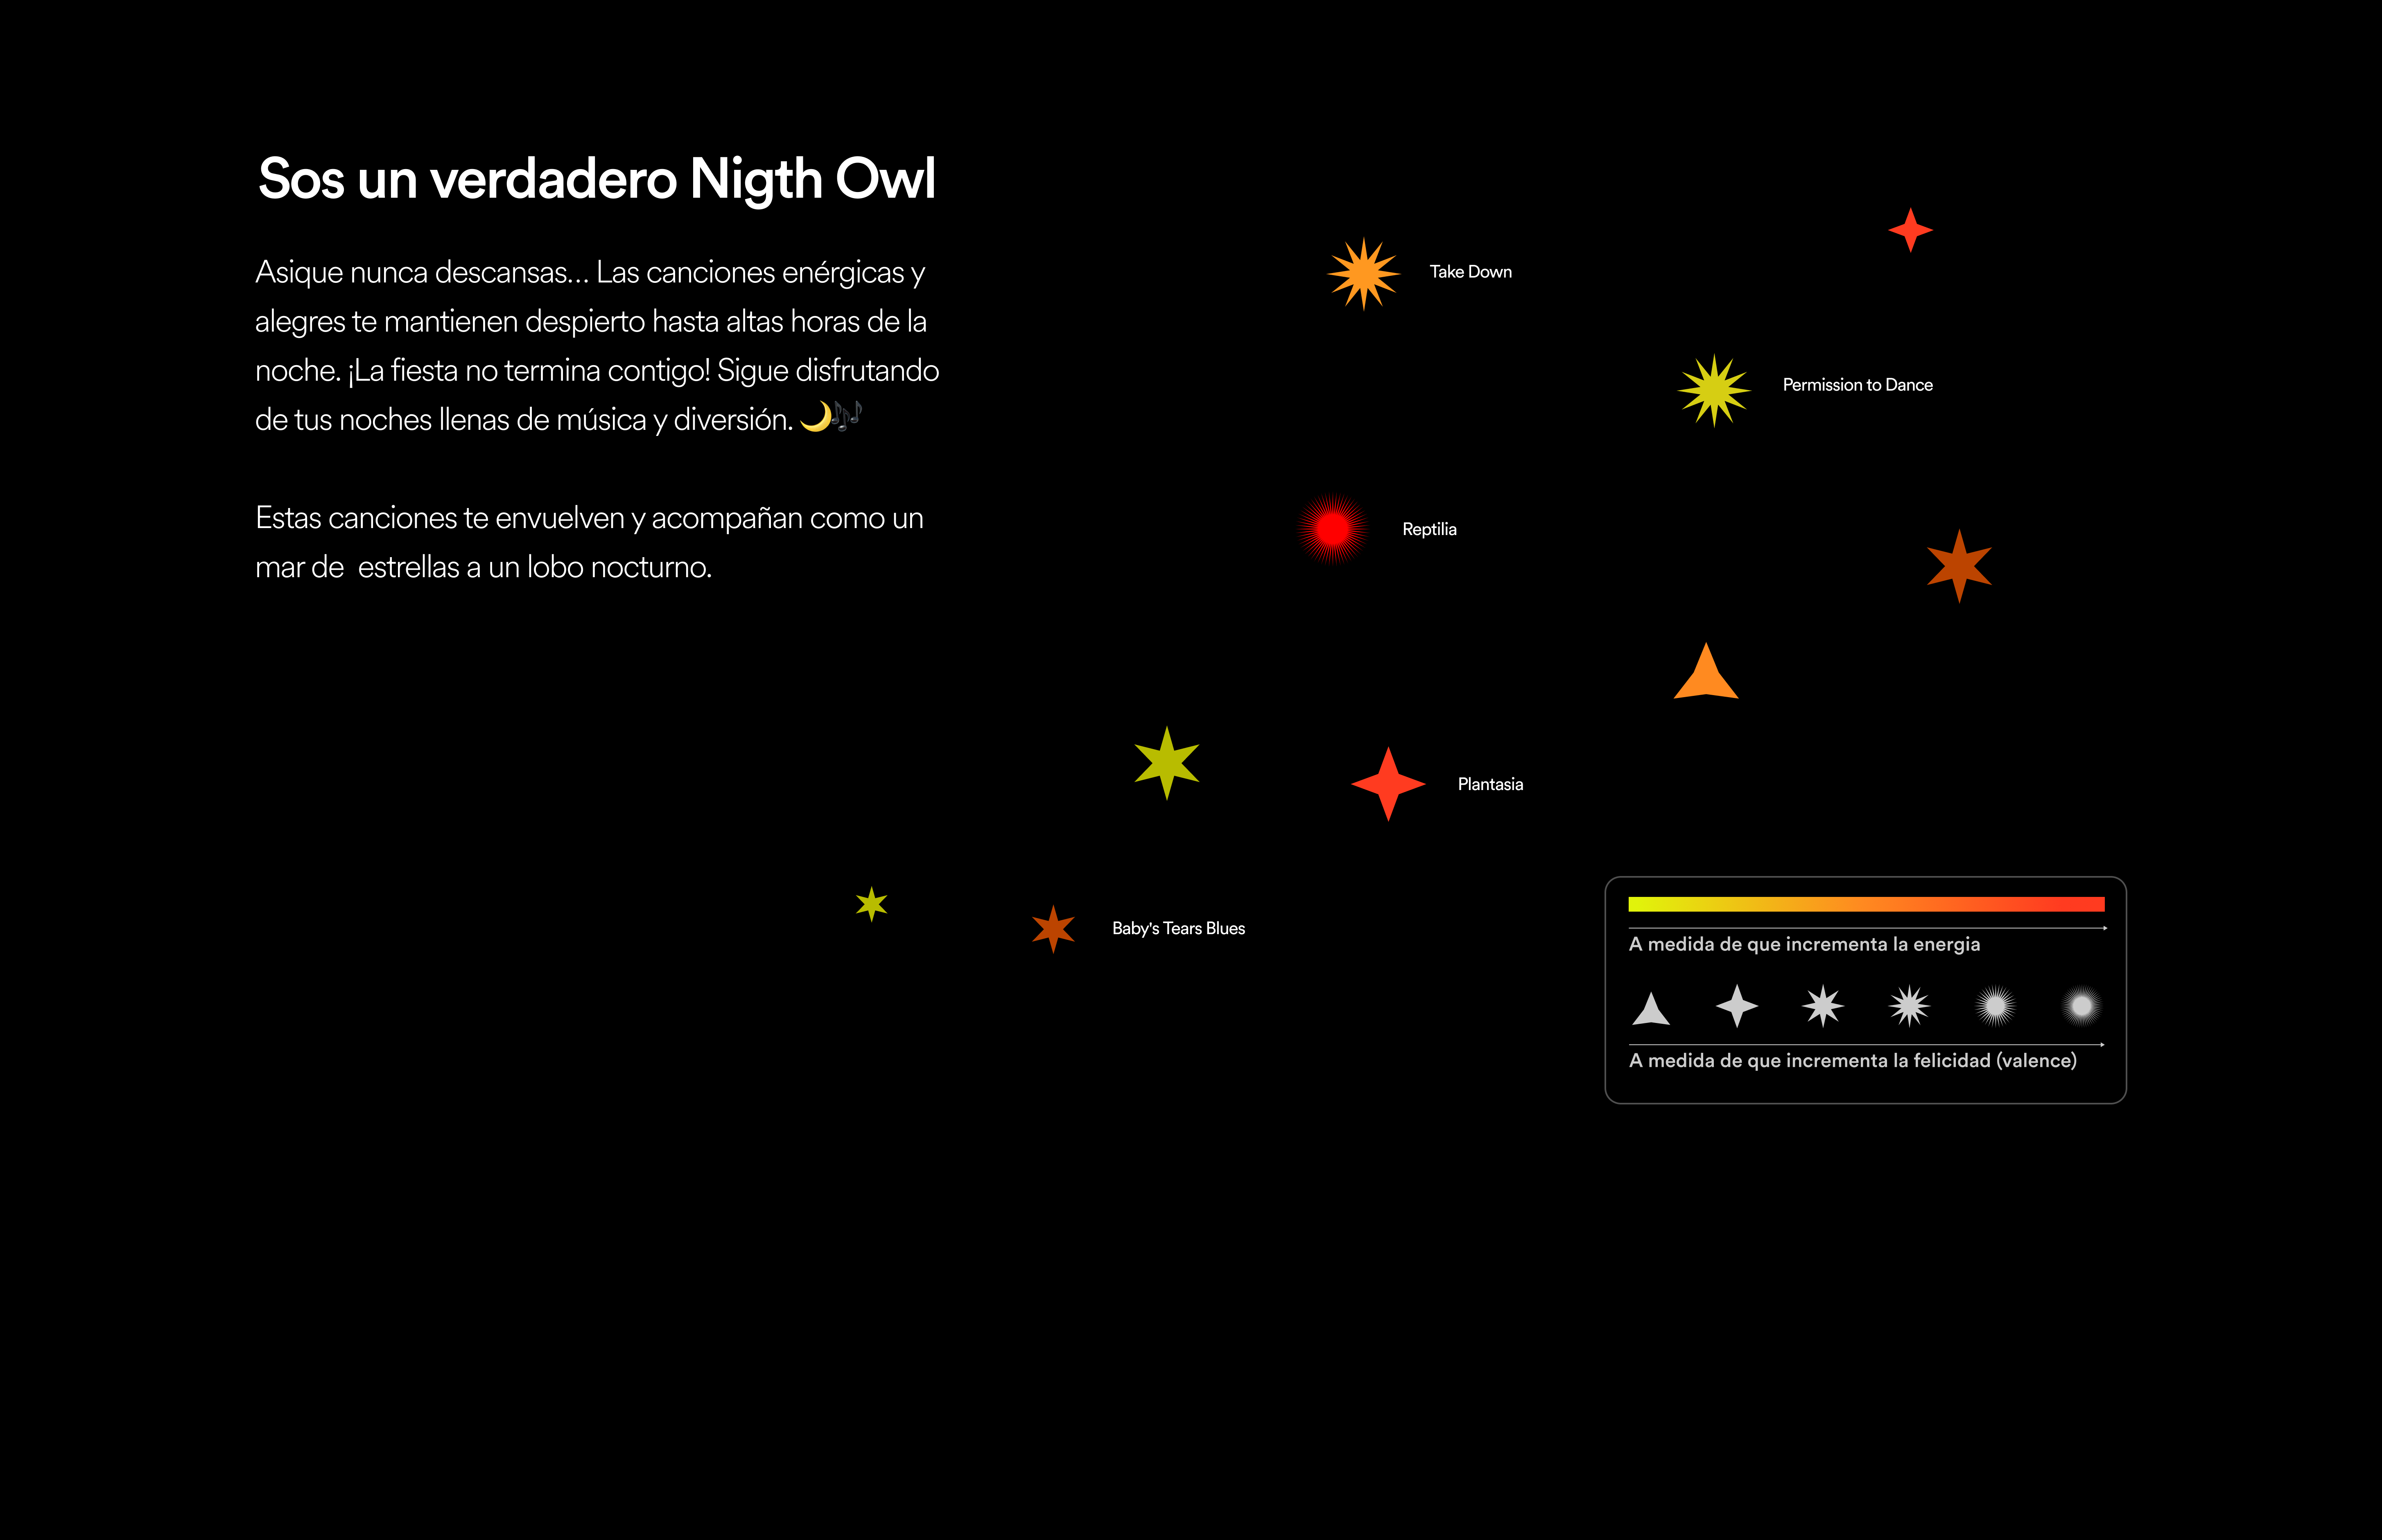 Sos un verdadero Nigth Owl
Asique nunca descansas... Las canciones enérgicas y
alegres te mantienen despierto hasta altas horas de la
noche. ¡La fiesta no termina contigo! Sigue disfrutando
de tus noches llenas de música y diversión. 🌙🎶
Estas canciones te envuelven y acompañan como un
mar de  estrellas a un lobo nocturno.
Take Down
Permission to Dance
Reptilia
Plantasia
Baby's Tears Blues
A medida de que incrementa la energia
A medida de que incrementa la felicidad (valence)